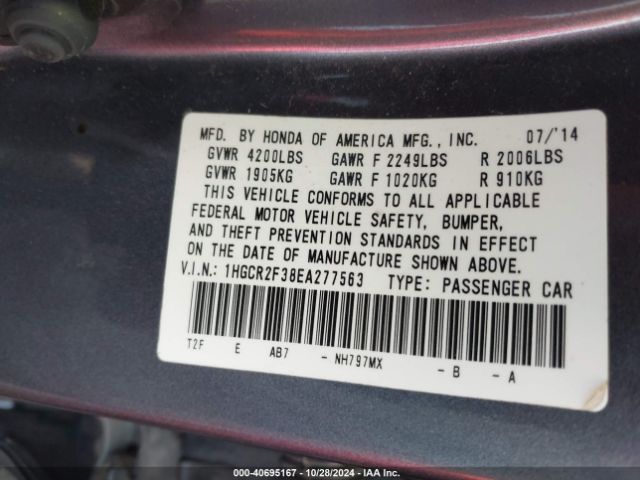 MFD. BY HONDA OF AMERICA MFG., INC. 07/'14
GVWR 4200LBS GAWR F 2249LBS R 2006LBS
GVWR 1905KG GAWR F 1020KG R 910KG
THIS VEHICLE CONFORMS TO ALL APPLICABLE
FEDERAL MOTOR VEHICLE SAFETY, BUMPER,
AND THEFT PREVENTION STANDARDS IN EFFECT
ON THE DATE OF MANUFACTURE SHOWN ABOVE.
V.I.N.: 1HGCR2F38EA277563 TYPE: PASSENGER CAR
T2F E AB7 - NH797MX - B - A
© - 40695167 - 10/28/2024 - IAA Inc.